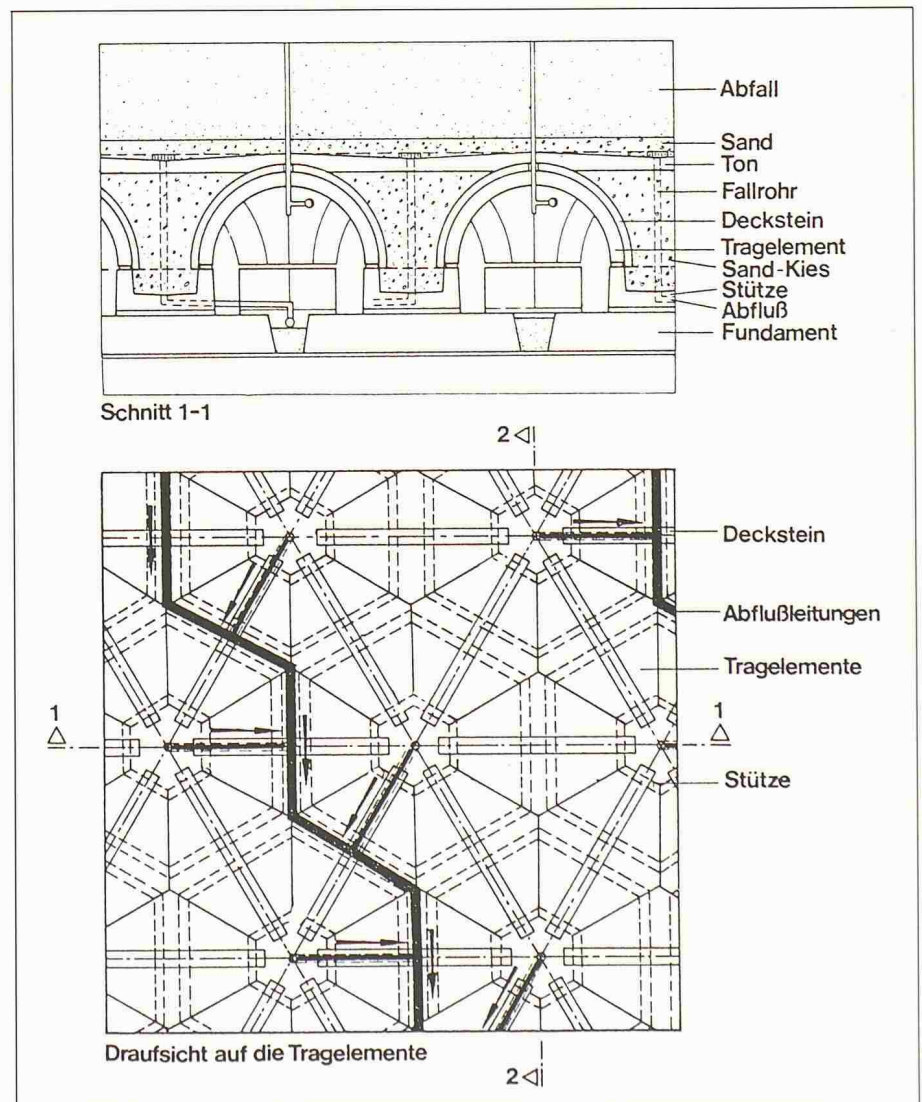 Abfall
Sand
Ton
Fallrohr
Deckstein
Tragelement
Sand-Kies
Stütze
Abfluß
Fundament
Schnitt 1-1
2
Deckstein
Abflußleitungen
Tragelemente
1 1
Stütze
Draufsicht auf die Tragelemente
2